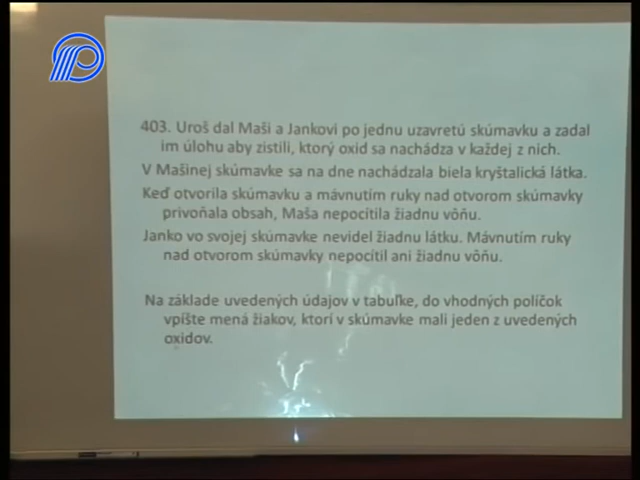 403. Uroš dal Maši a Jankovi po jednu uzavretú skúmavku a zadal
im úlohu aby zistili, ktorý oxid sa nachádza v každej z nich.
V Mašinej skúmavke sa na dne nachádzala biela kryštalická látka.
Keď otvorila skúmavku a mávnutím ruky nad otvorom skúmavky
privoňala obsah, Maša nepocítila žiadnu vôňu.
Janko vo svojej skúmavke nevidel žiadnu látku. Mávnutím ruky
nad otvorom skúmavky nepocítil ani žiadnu vôňu.
Na základe uvedených údajov v tabuľke, do vhodných políčok
vpíšte mená žiakov, ktorí v skúmavke mali jeden z uvedených
oxidov.